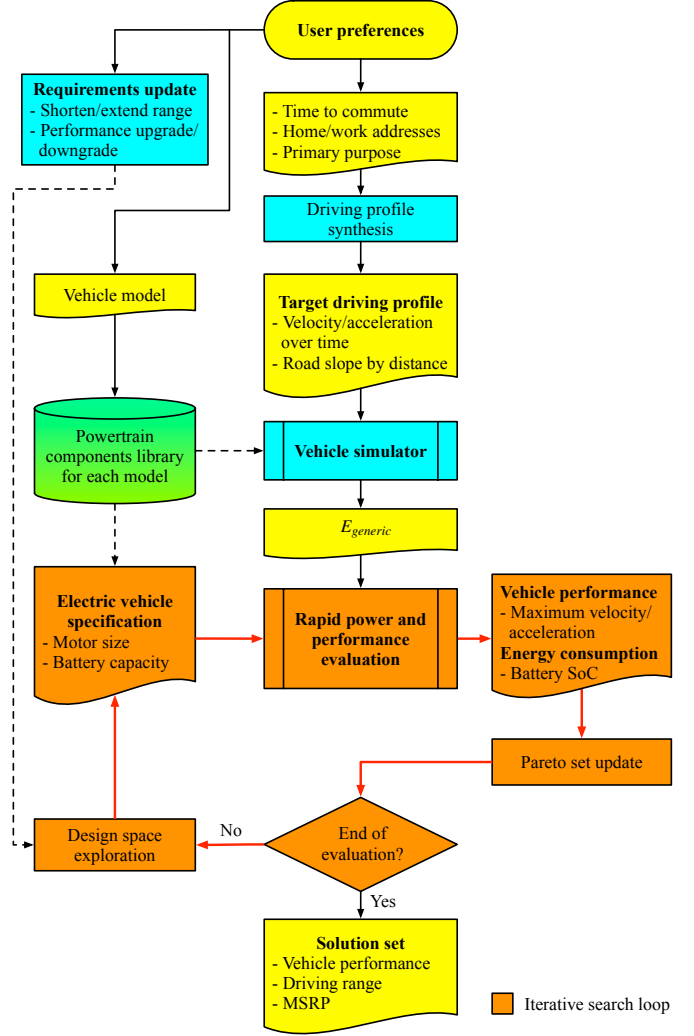 User preferences
Requirements update
- Shorten/extend range
- Performance upgrade/
downgrade
- Time to commute
- Home/work addresses
- Primary purpose
Driving profile
synthesis
Vehicle model
Target driving profile
- Velocity/acceleration
over time
- Road slope by distance
Powertrain
components library
for each model
Vehicle simulator
E_generic
Electric vehicle
specification
- Motor size
- Battery capacity
Rapid power and
performance
evaluation
Vehicle performance
- Maximum velocity/
acceleration
Energy consumption
- Battery SoC
Pareto set update
End of
evaluation?
No
Design space
exploration
Yes
Solution set
- Vehicle performance
- Driving range
- MSRP
Iterative search loop